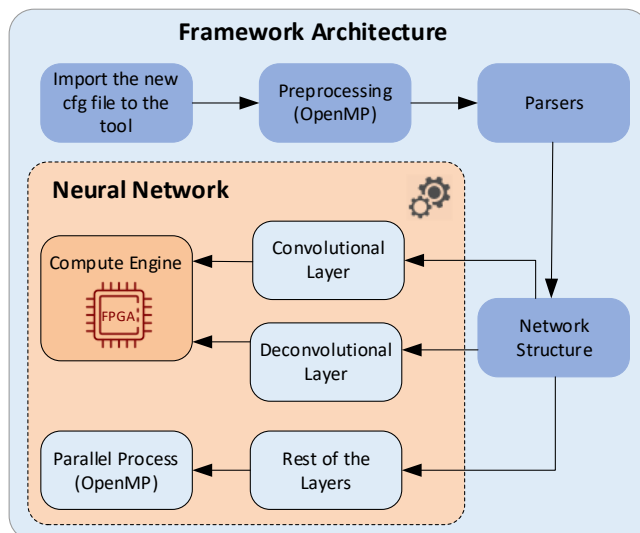 Framework Architecture
Import the new
cfg file to the
tool
Preprocessing
(OpenMP)
Parsers
Neural Network
Convolutional
Layer
Compute Engine
FPGA
Deconvolutional
Layer
Network
Structure
Parallel Process
(OpenMP)
Rest of the
Layers